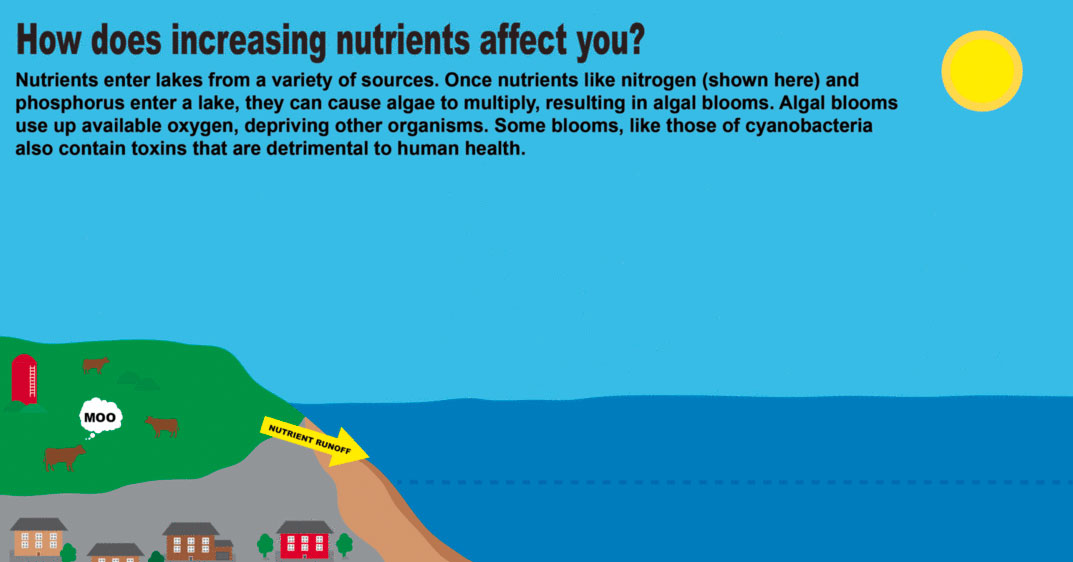 How does increasing nutrients affect you?
Nutrients enter lakes from a variety of sources. Once nutrients like nitrogen (shown here) and
phosphorus enter a lake, they can cause algae to multiply, resulting in algal blooms. Algal blooms
use up available oxygen, depriving other organisms. Some blooms, like those of cyanobacteria
also contain toxins that are detrimental to human health.
MOO
NUTRIENT RUNOFF